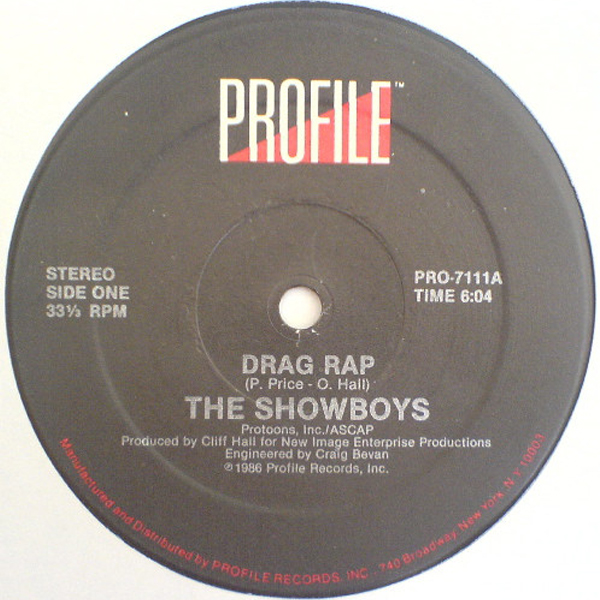 PROFILE™
STEREO
SIDE ONE
33⅓ RPM
PRO-7111A
TIME 6:04
DRAG RAP
(P. Price - O. Hall)
THE SHOWBOYS
Protoons, Inc./ASCAP
Produced by Cliff Hall for New Image Enterprise Productions
Engineered by Craig Bevan
℗1986 Profile Records, Inc.
Manufactured and Distributed by PROFILE RECORDS, INC. - 740 Broadway, New York, N.Y. 10003